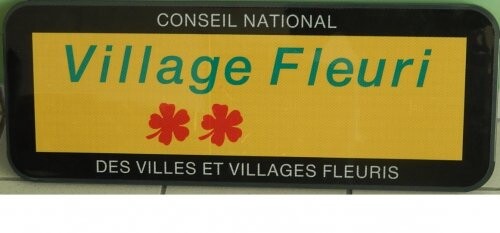 CONSEIL NATIONAL
Village Fleuri
DES VILLES ET VILLAGES FLEURIS